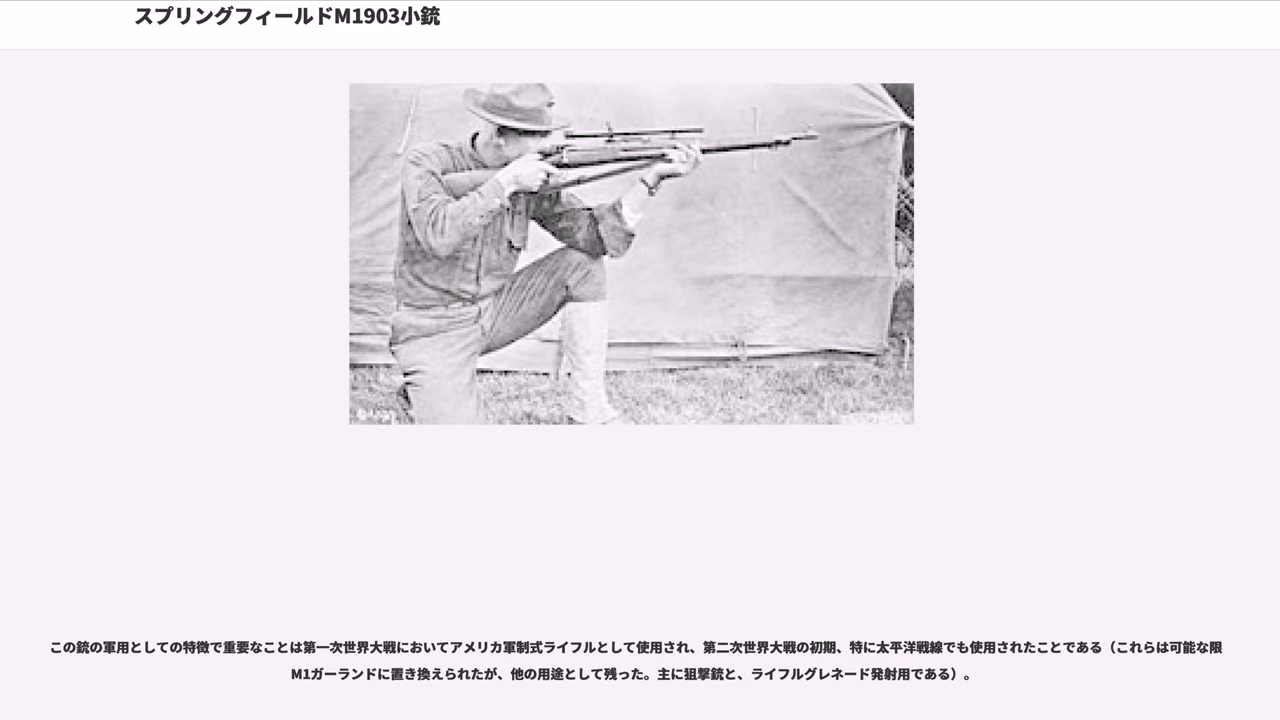 スプリングフィールドM1903小銃
この銃の軍用としての特徴で重要なことは第一次世界大戦においてアメリカ軍制式ライフルとして使用され、第二次世界大戦の初期、特に太平洋戦線でも使用されたことである（これらは可能な限
M1ガーランドに置き換えられたが、他の用途として残った。主に狙撃銃と、ライフルグレネード発射用である）。